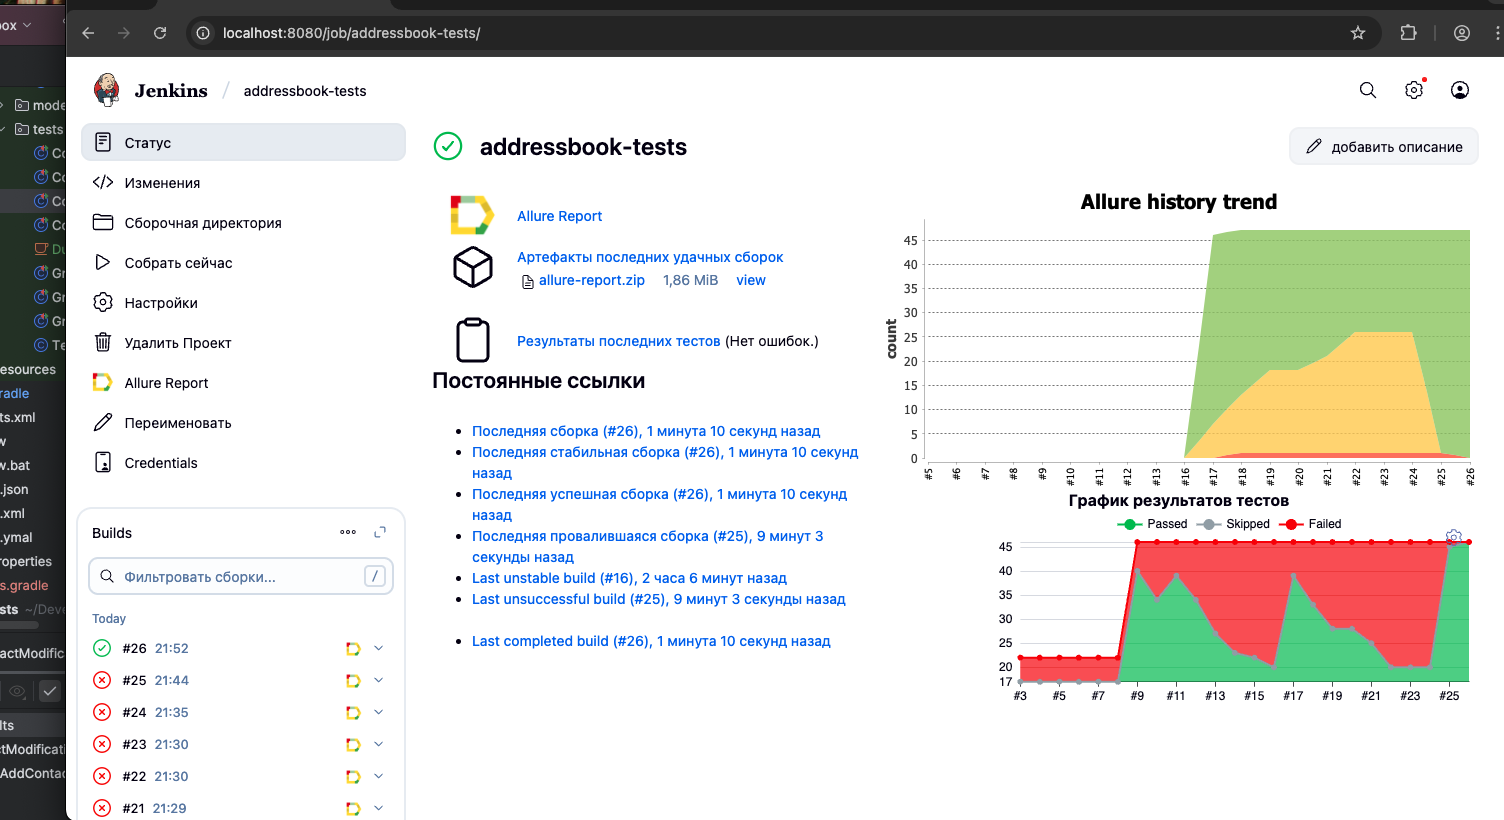 localhost:8080/job/addressbook-tests/
Jenkins / addressbook-tests
Статус
Изменения
Сборочная директория
Собрать сейчас
Настройки
Удалить Проект
Allure Report
Переименовать
Credentials
Builds
Фильтровать сборки... /
Today
#26 21:52
#25 21:44
#24 21:35
#23 21:30
#22 21:30
#21 21:29
addressbook-tests
добавить описание
Allure Report
Артефакты последних удачных сборок
allure-report.zip 1,86 MiB view
Результаты последних тестов (Нет ошибок.)
Постоянные ссылки
Последняя сборка (#26), 1 минута 10 секунд назад
Последняя стабильная сборка (#26), 1 минута 10 секунд
назад
Последняя успешная сборка (#26), 1 минута 10 секунд
назад
Последняя провалившаяся сборка (#25), 9 минут 3
секунды назад
Last unstable build (#16), 2 часа 6 минут назад
Last unsuccessful build (#25), 9 минут 3 секунды назад
Last completed build (#26), 1 минута 10 секунд назад
Allure history trend
count
45
40
35
30
25
20
15
10
5
0
#5 #6 #7 #8 #9 #10 #11 #12 #13 #16 #17 #18 #19 #20 #21 #22 #23 #24 #25 #26
График результатов тестов
Passed Skipped Failed
45
40
35
30
25
20
17
#3 #5 #7 #9 #11 #13 #15 #17 #19 #21 #23 #25
ox
mode
tests
Co
Co
Co
Co
Du
Gr
Gr
Gr
Te
esources
radle
ts.xml
w
w.bat
.json
.xml
.ymal
roperties
s.gradle
sts ~/Deve
actModific
lts
ctModificati
AddContac